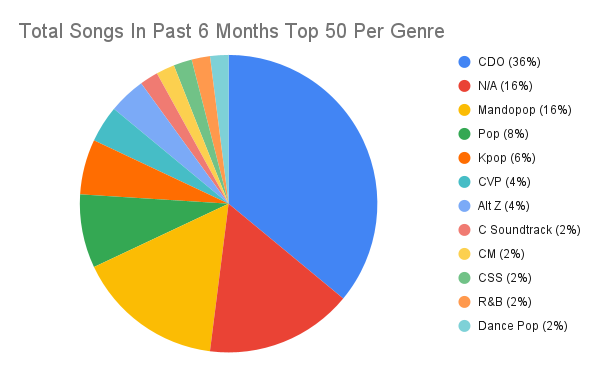 Total Songs In Past 6 Months Top 50 Per Genre
CDO (36%)
N/A (16%)
Mandopop (16%)
Pop (8%)
Kpop (6%)
CVP (4%)
Alt Z (4%)
C Soundtrack (2%)
CM (2%)
CSS (2%)
R&B (2%)
Dance Pop (2%)